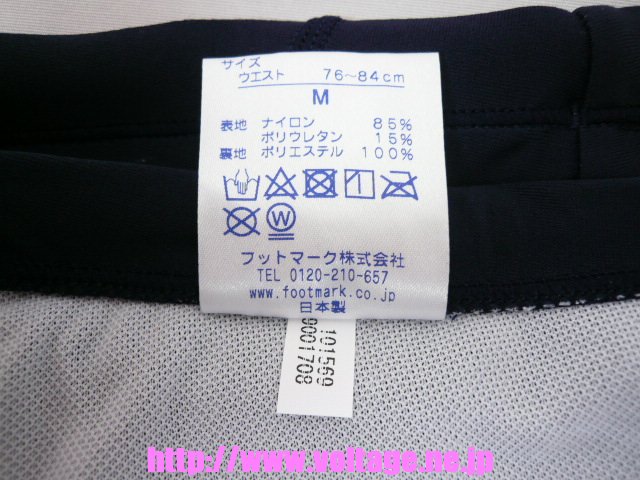 サイズ
ウエスト 76～84cm
M
表地 ナイロン 85%
ポリウレタン 15%
裏地 ポリエステル 100%
W
フットマーク株式会社
TEL 0120-210-657
www.footmark.co.jp
日本製
101569
90001708
http://www.voltage.ne.jp